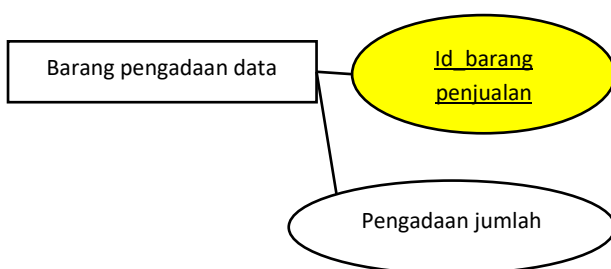 Barang pengadaan data
Id_barang
penjualan
Pengadaan jumlah